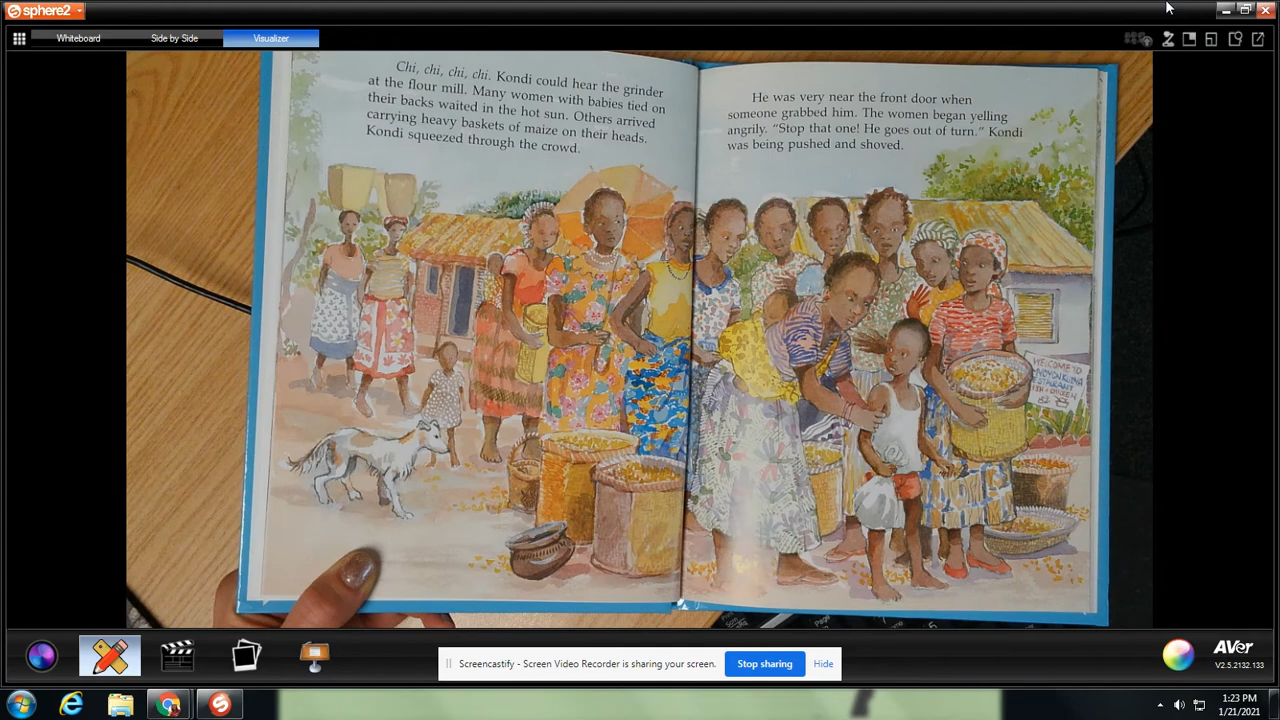 sphere2
Whiteboard
Side by Side
Visualizer
Chi, chi, chi, chi. Kondi could hear the grinder
at the flour mill. Many women with babies tied on
their backs waited in the hot sun. Others arrived
carrying heavy baskets of maize on their heads.
Kondi squeezed through the crowd.
He was very near the front door when
someone grabbed him. The women began yelling
angrily. “Stop that one! He goes out of turn.” Kondi
was being pushed and shoved.
WELCOME TO
Screencastify - Screen Video Recorder is sharing your screen.
Stop sharing
Hide
AVer
V2.5.2132.133
1:23 PM
1/21/2021